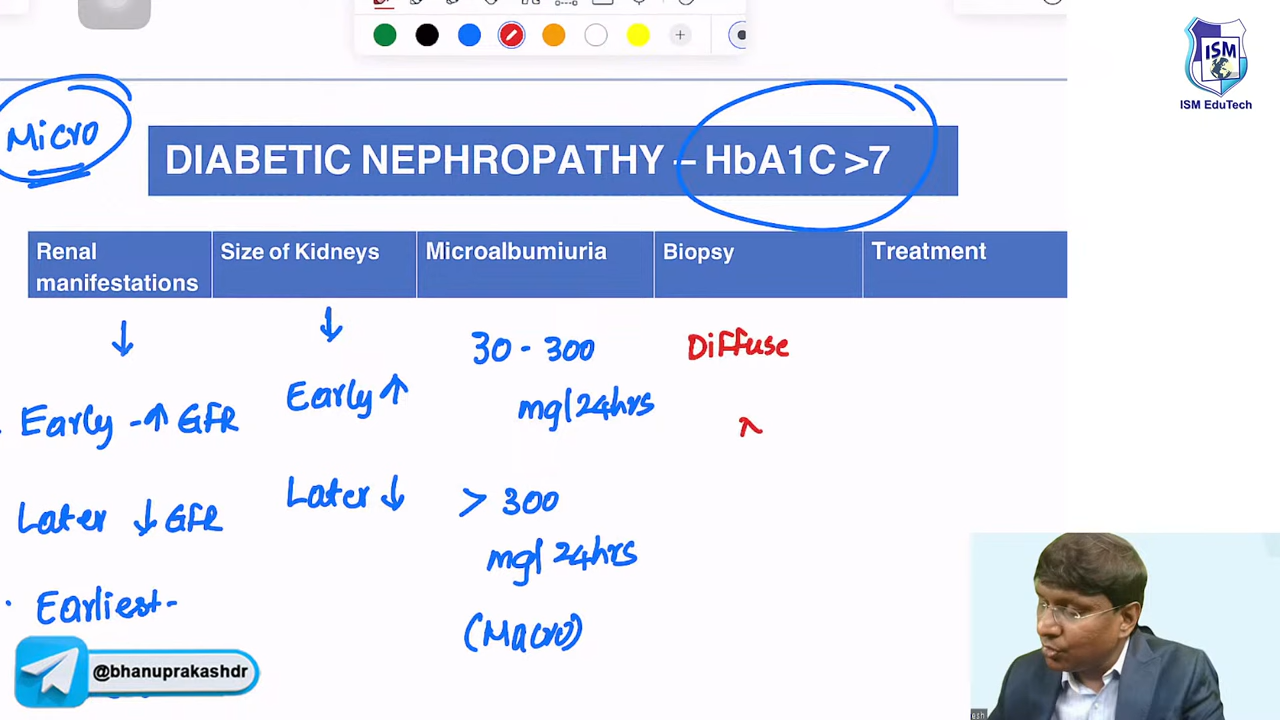 ISM
ISM EduTech
Micro
DIABETIC NEPHROPATHY – HbA1C >7
Renal manifestations
Size of Kidneys
Microalbumiuria
Biopsy
Treatment
↓
Early - ↑ GFR
Later ↓ GFR
Earliest -
↓
Early ↑
Later ↓
30 - 300
mg/24hrs
> 300
mg/24hrs
(Macro)
Diffuse
@bhanuprakashdr